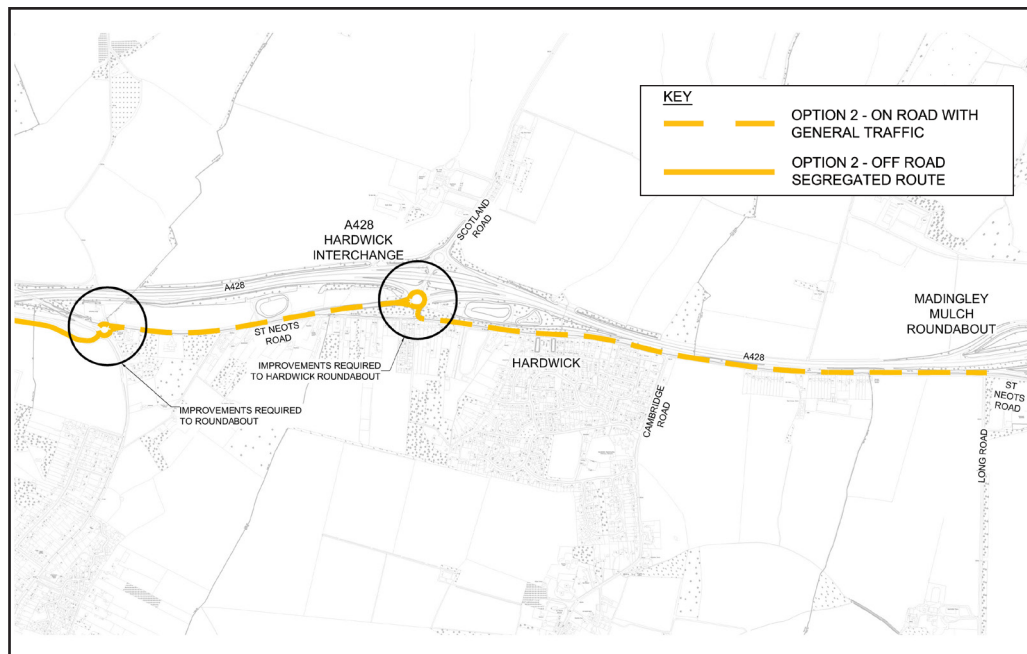 KEY
OPTION 2 - ON ROAD WITH
GENERAL TRAFFIC
OPTION 2 - OFF ROAD
SEGREGATED ROUTE
A428
HARDWICK
INTERCHANGE
SCOTLAND
ROAD
A428
MADINGLEY
MULCH
ROUNDABOUT
ST NEOTS
ROAD
IMPROVEMENTS REQUIRED
TO HARDWICK ROUNDABOUT
HARDWICK
A428
CAMBRIDGE
ROAD
ST
NEOTS
ROAD
LONG ROAD
IMPROVEMENTS REQUIRED
TO ROUNDABOUT